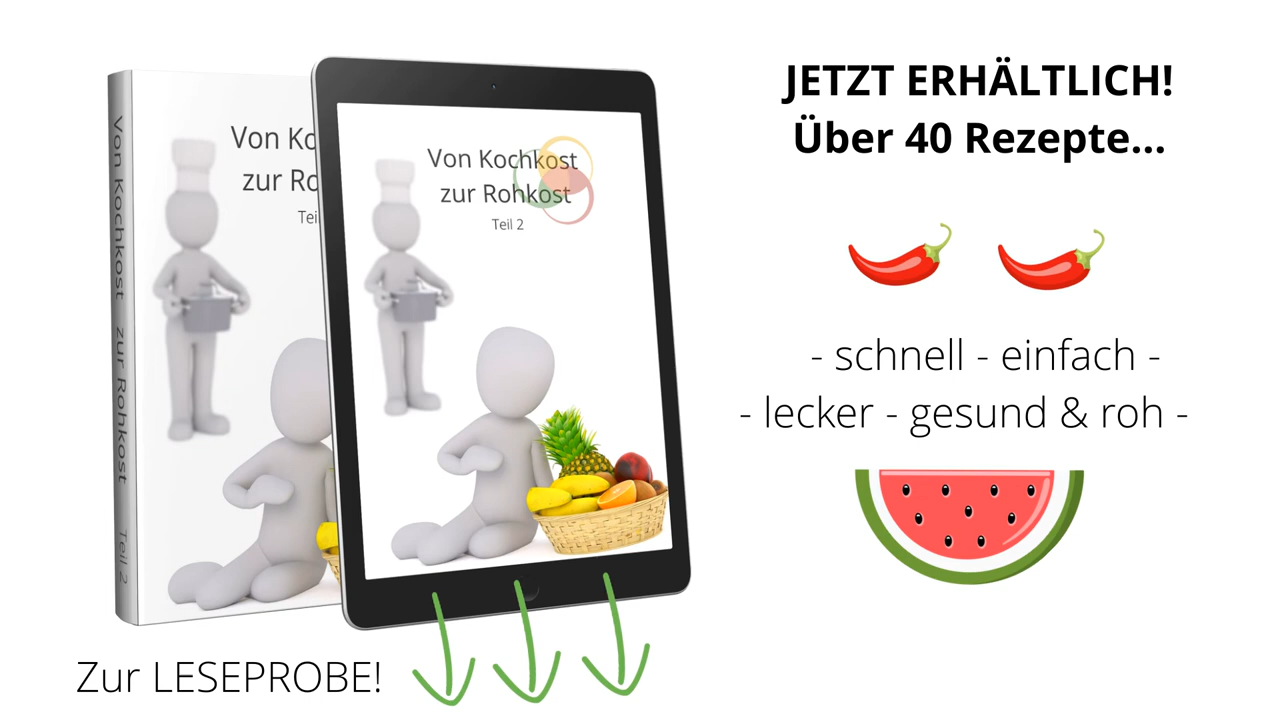 Von Kochkost zur Rohkost Teil 2
Von Ko
zur Ro
Tei
Von Kochkost
zur Rohkost
Teil 2
JETZT ERHÄLTLICH!
Über 40 Rezepte...
- schnell - einfach -
- lecker - gesund & roh -
Zur LESEPROBE!